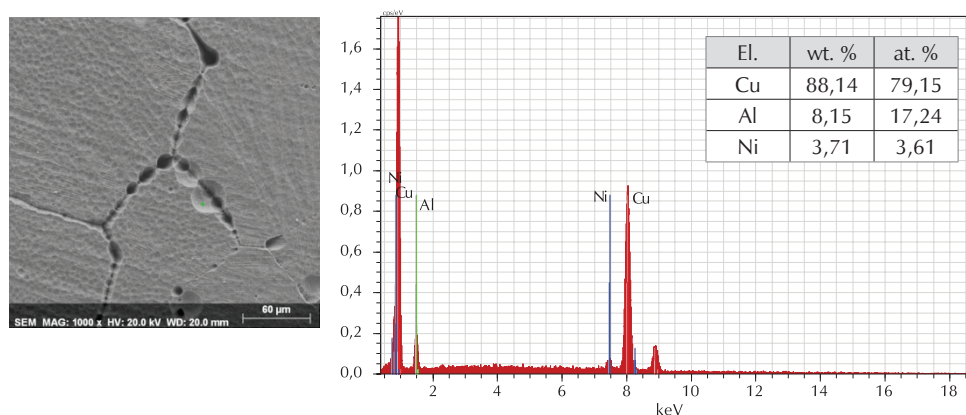 60 µm
SEM MAG: 1000 x HV: 20.0 kV WD: 20.0 mm
cps/eV
1,6
1,4
1,2
1,0
0,8
0,6
0,4
0,2
0,0
Ni
Cu
Al
Ni
Cu
2 4 6 8 10 12 14 16 18
keV
El. wt. % at. %
Cu 88,14 79,15
Al 8,15 17,24
Ni 3,71 3,61